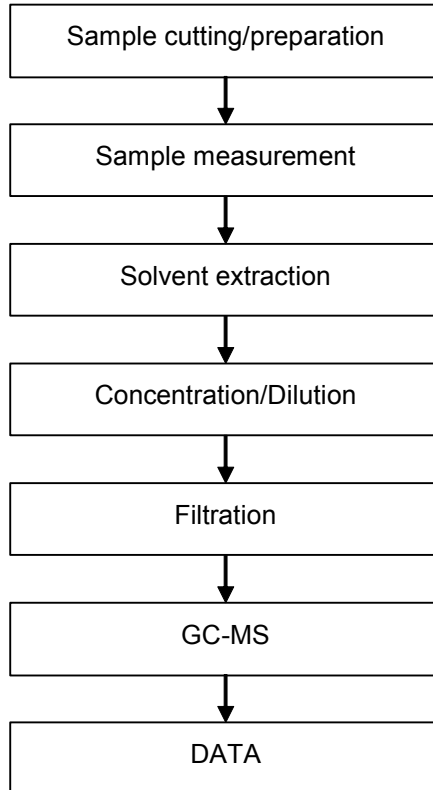 Sample cutting/preparation
Sample measurement
Solvent extraction
Concentration/Dilution
Filtration
GC-MS
DATA